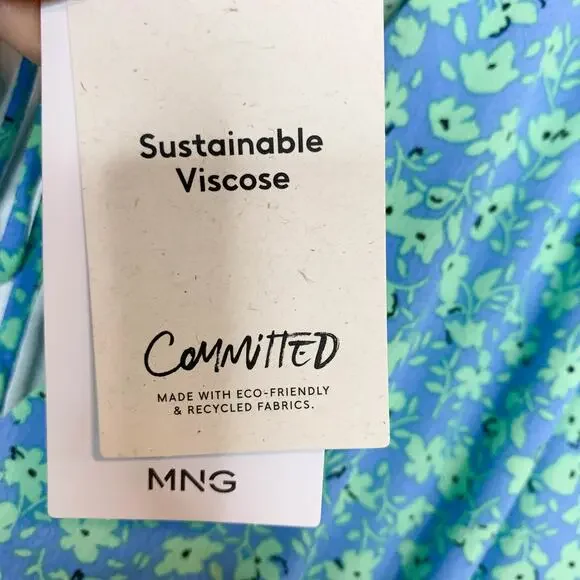 Sustainable
Viscose
COMMITTED
MADE WITH ECO-FRIENDLY
& RECYCLED FABRICS.
MNG